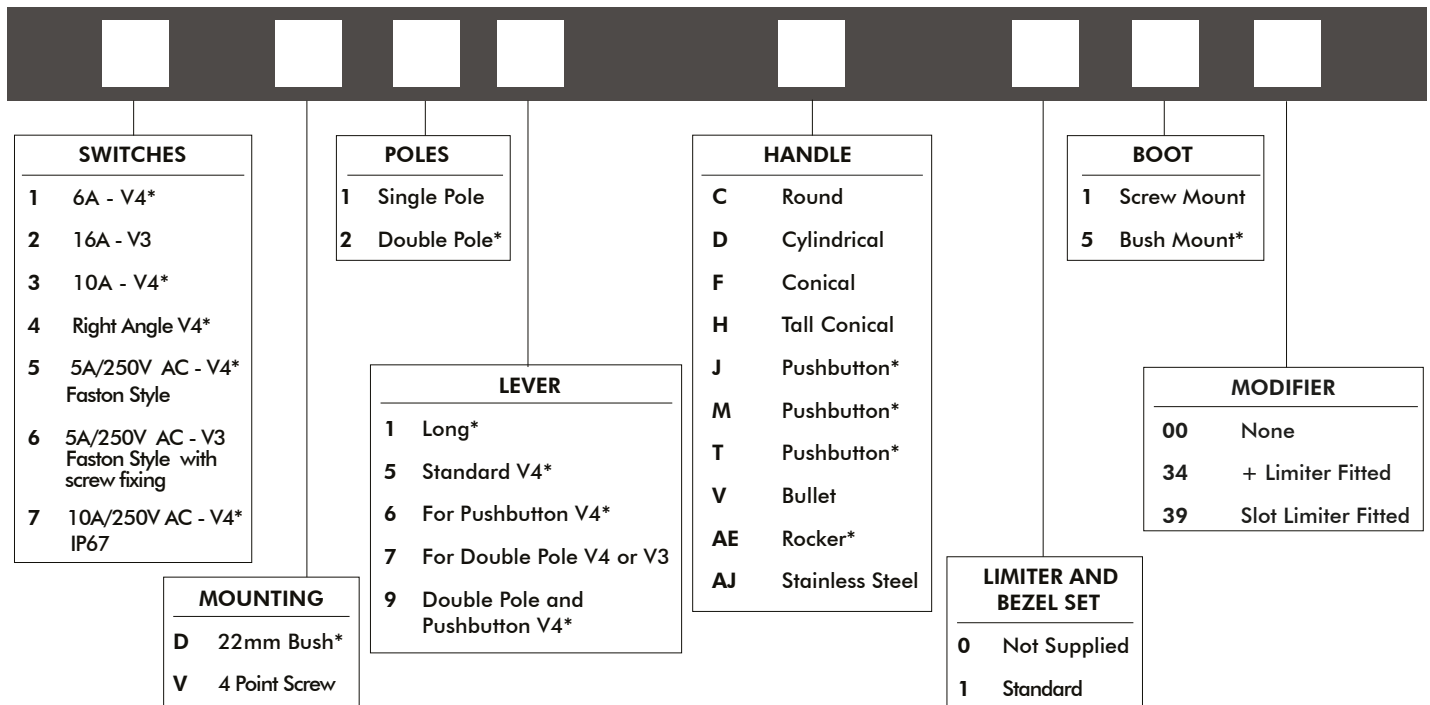 SWITCHES
1 6A - V4*
2 16A - V3
3 10A - V4*
4 Right Angle V4*
5 5A/250V AC - V4*
Faston Style
6 5A/250V AC - V3
Faston Style with
screw fixing
7 10A/250V AC - V4*
IP67
MOUNTING
D 22mm Bush*
V 4 Point Screw
POLES
1 Single Pole
2 Double Pole*
LEVER
1 Long*
5 Standard V4*
6 For Pushbutton V4*
7 For Double Pole V4 or V3
9 Double Pole and
Pushbutton V4*
HANDLE
C Round
D Cylindrical
F Conical
H Tall Conical
J Pushbutton*
M Pushbutton*
T Pushbutton*
V Bullet
AE Rocker*
AJ Stainless Steel
LIMITER AND
BEZEL SET
0 Not Supplied
1 Standard
BOOT
1 Screw Mount
5 Bush Mount*
MODIFIER
00 None
34 + Limiter Fitted
39 Slot Limiter Fitted